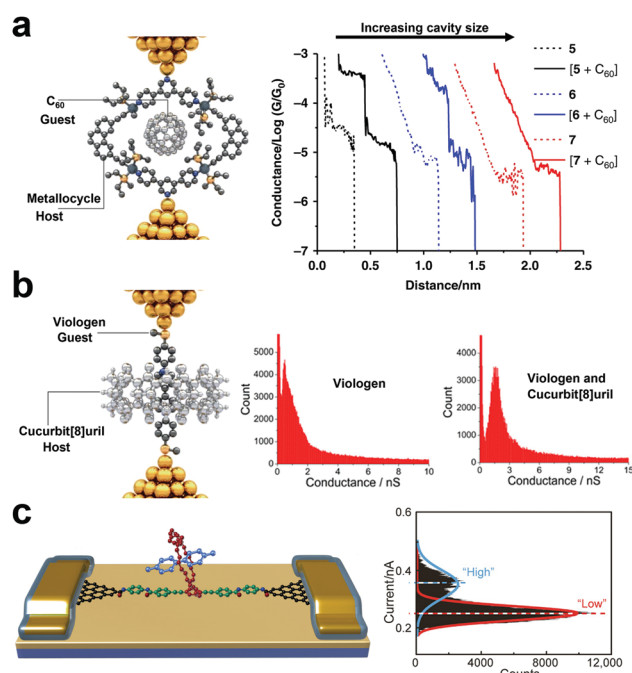 a
C60
Guest
Metallocycle
Host
Increasing cavity size
Conductance/Log (G/G0)
-3
-4
-5
-6
-7
0.0 0.5 1.0 1.5 2.0 2.5
Distance/nm
5
[5 + C60]
6
[6 + C60]
7
[7 + C60]
b
Viologen
Guest
Cucurbit[8]uril
Host
Count
5000
4000
3000
2000
1000
0
Viologen
0 2 4 6 8 10
Conductance / nS
Count
4000
3000
2000
1000
0
Viologen and
Cucurbit[8]uril
0 3 6 9 12 15
Conductance / nS
c
Current/nA
0.6
0.4
0.2
"High"
"Low"
0 4000 8000 12,000
Counts